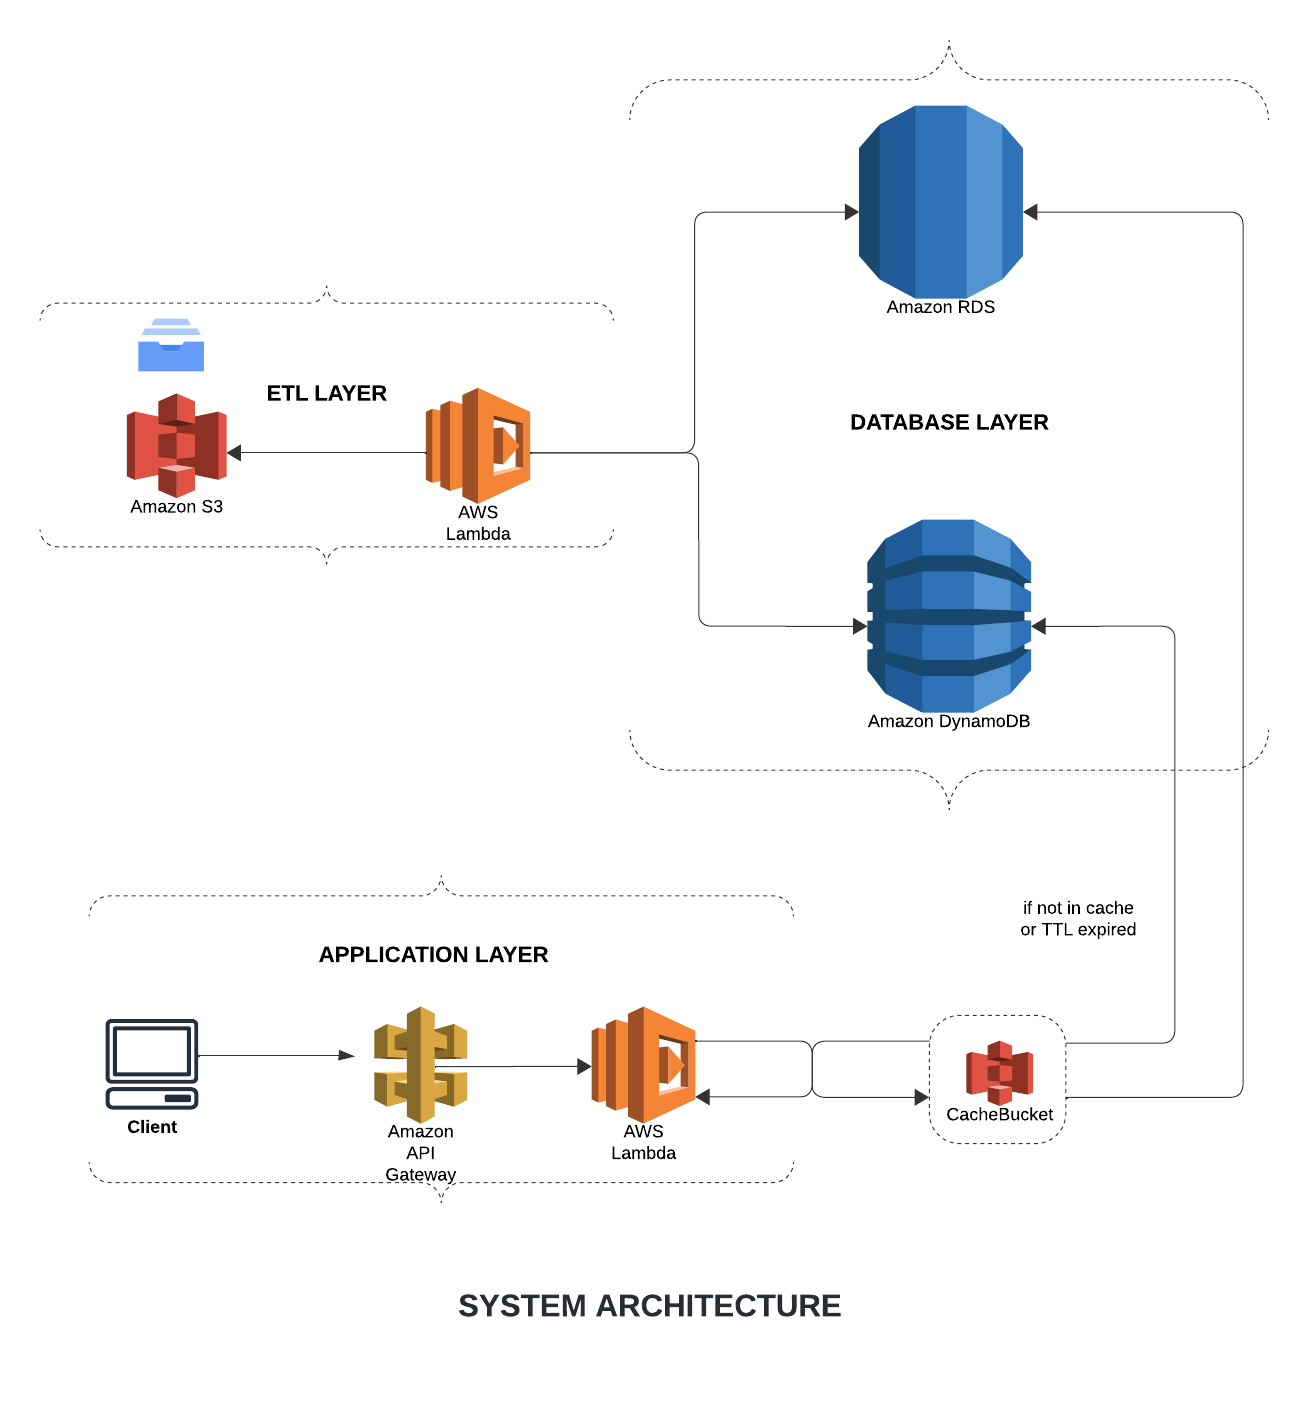 Amazon RDS
ETL LAYER
DATABASE LAYER
Amazon S3
AWS
Lambda
Amazon DynamoDB
if not in cache
or TTL expired
APPLICATION LAYER
Client
Amazon
API
Gateway
AWS
Lambda
CacheBucket
SYSTEM ARCHITECTURE